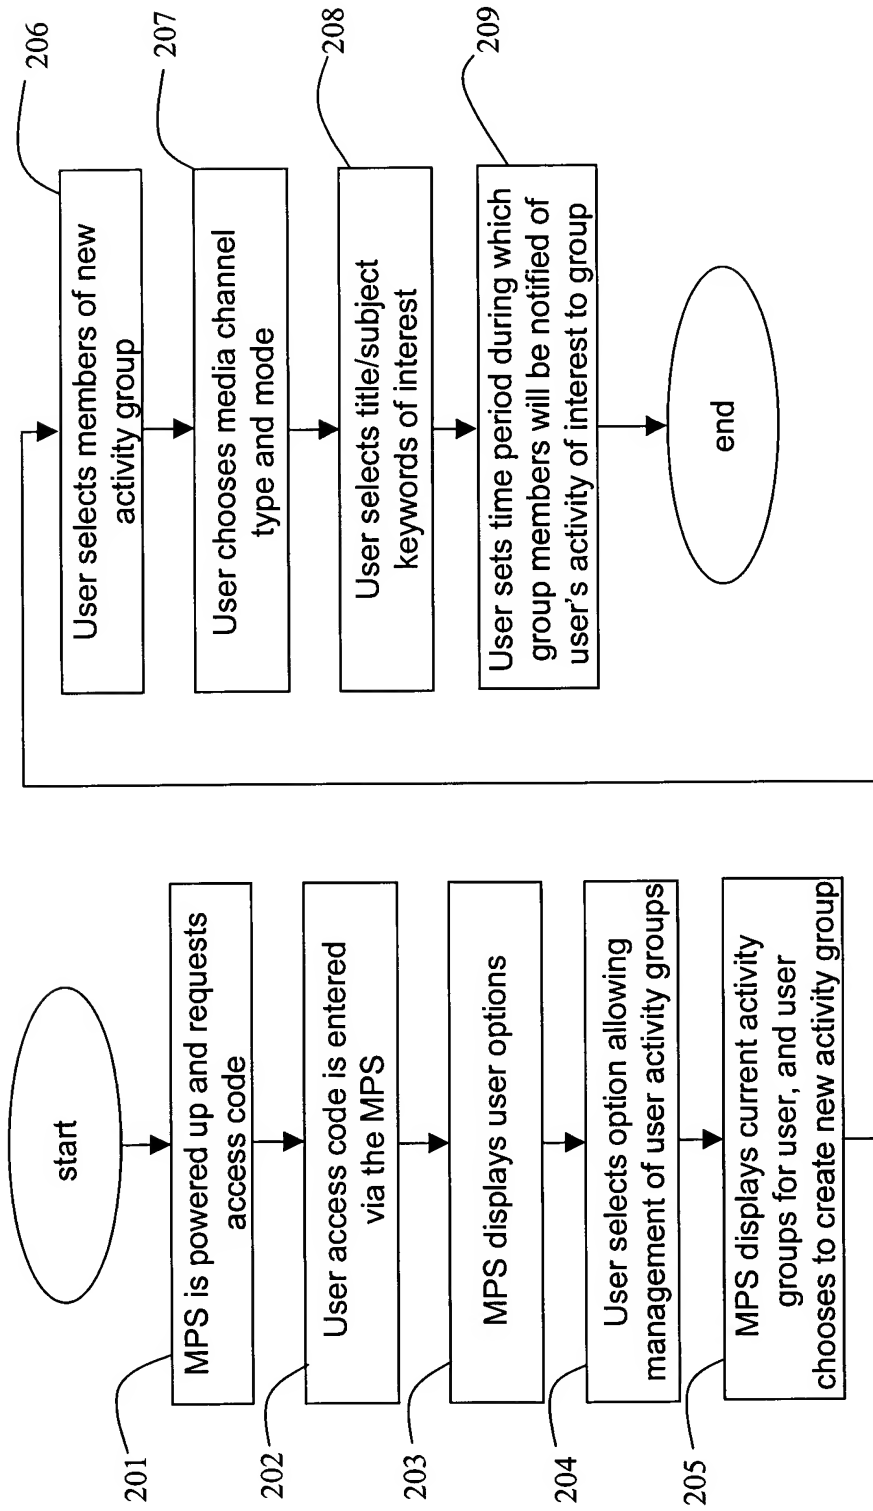 start
201
MPS is powered up and requests
access code
202
User access code is entered
via the MPS
203
MPS displays user options
204
User selects option allowing
management of user activity groups
205
MPS displays current activity
groups for user, and user
chooses to create new activity group
206
User selects members of new
activity group
207
User chooses media channel
type and mode
208
User selects title/subject
keywords of interest
209
User sets time period during which
group members will be notified of
user's activity of interest to group
end